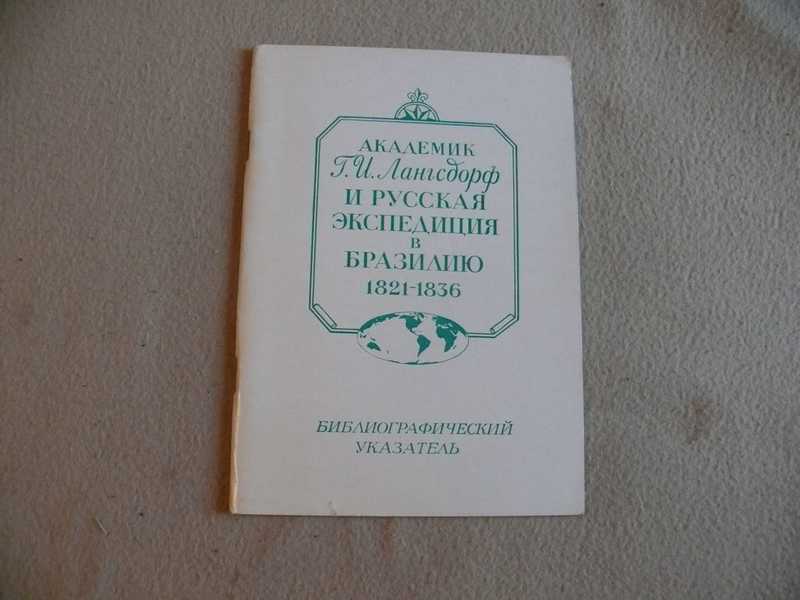 АКАДЕМИК
Г.И. Лангсдорф
И РУССКАЯ
ЭКСПЕДИЦИЯ
В
БРАЗИЛИЮ
1821-1836
БИБЛИОГРАФИЧЕСКИЙ
УКАЗАТЕЛЬ